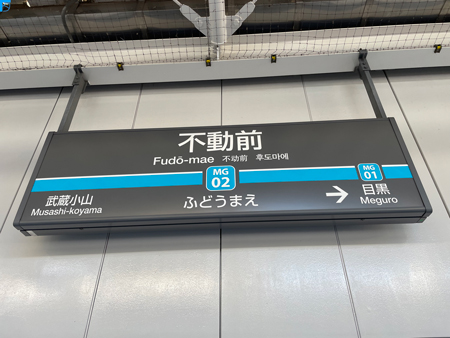 不動前
Fudō-mae 不动前 후도마에
MG
02
ふどうまえ
武蔵小山
Musashi-koyama
MG
01
目黒
Meguro